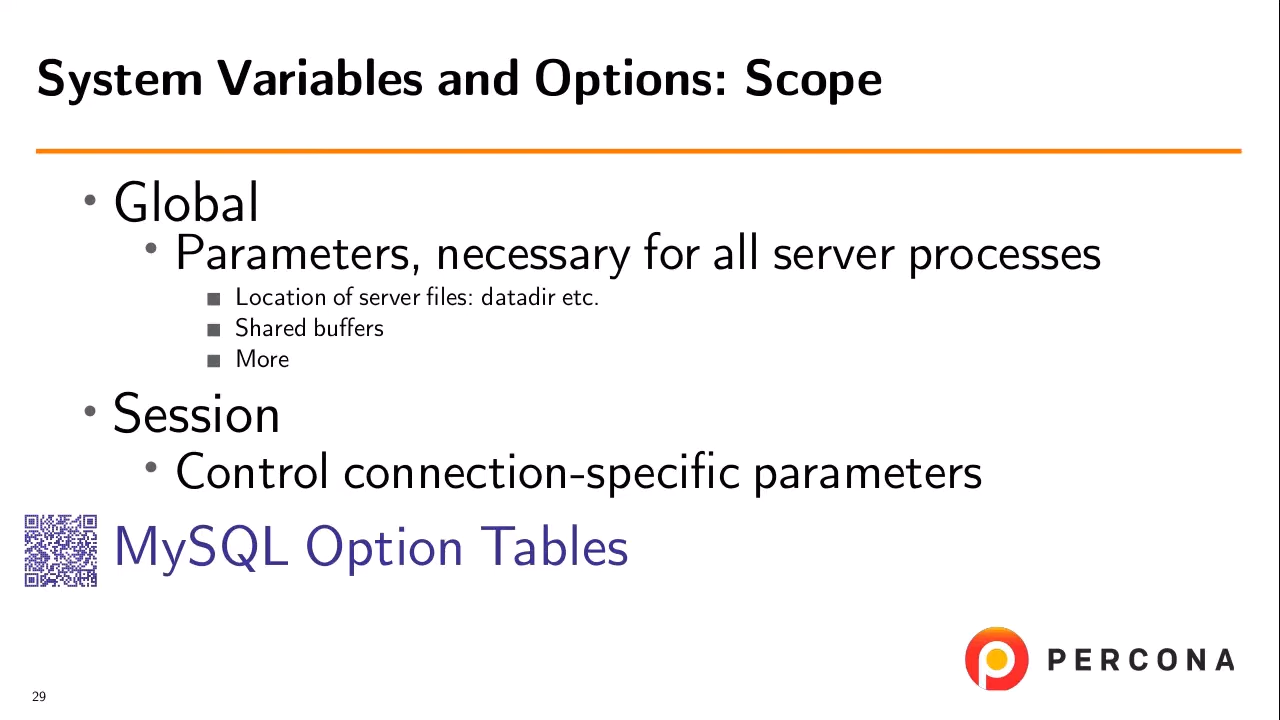 System Variables and Options: Scope
• Global
• Parameters, necessary for all server processes
■ Location of server files: datadir etc.
■ Shared buffers
■ More
• Session
• Control connection-specific parameters
MySQL Option Tables
PERCONA
29